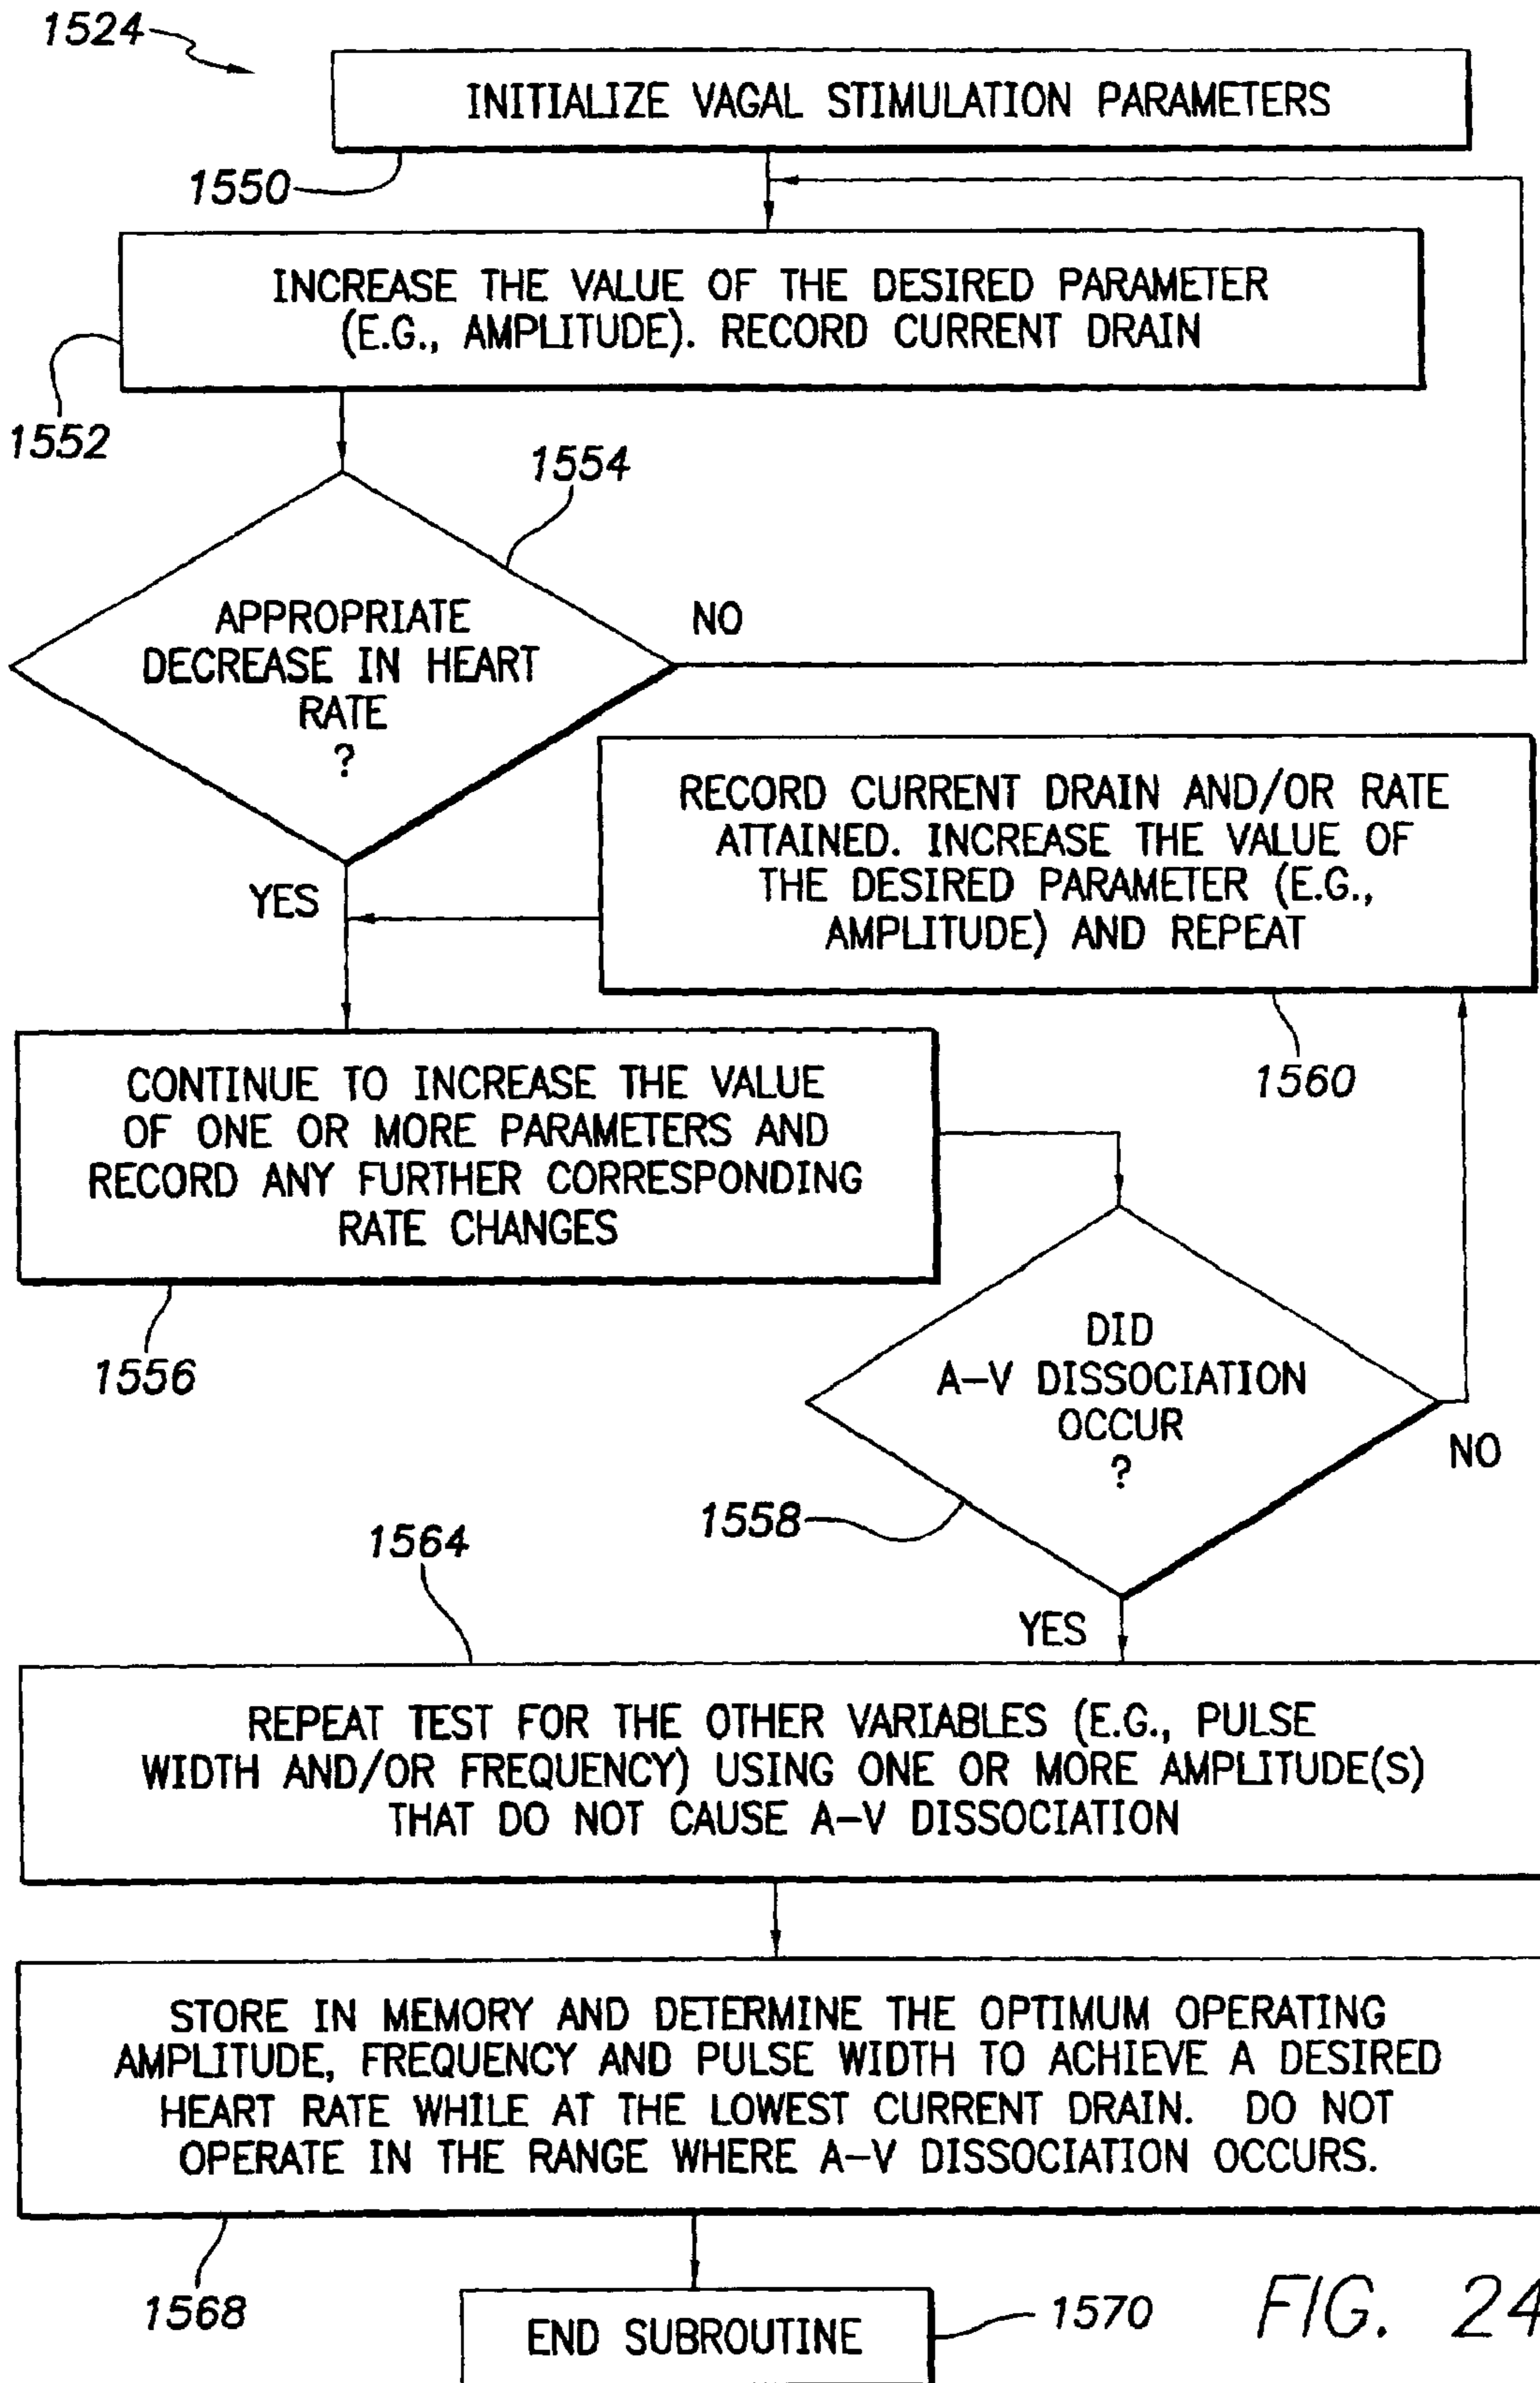 1524
INITIALIZE VAGAL STIMULATION PARAMETERS
1550
INCREASE THE VALUE OF THE DESIRED PARAMETER
(E.G., AMPLITUDE). RECORD CURRENT DRAIN
1552
1554
APPROPRIATE
DECREASE IN HEART
RATE
?
NO
YES
RECORD CURRENT DRAIN AND/OR RATE
ATTAINED. INCREASE THE VALUE OF
THE DESIRED PARAMETER (E.G.,
AMPLITUDE) AND REPEAT
1560
CONTINUE TO INCREASE THE VALUE
OF ONE OR MORE PARAMETERS AND
RECORD ANY FURTHER CORRESPONDING
RATE CHANGES
1556
DID
A-V DISSOCIATION
OCCUR
?
NO
1558
YES
1564
REPEAT TEST FOR THE OTHER VARIABLES (E.G., PULSE
WIDTH AND/OR FREQUENCY) USING ONE OR MORE AMPLITUDE(S)
THAT DO NOT CAUSE A-V DISSOCIATION
STORE IN MEMORY AND DETERMINE THE OPTIMUM OPERATING
AMPLITUDE, FREQUENCY AND PULSE WIDTH TO ACHIEVE A DESIRED
HEART RATE WHILE AT THE LOWEST CURRENT DRAIN. DO NOT
OPERATE IN THE RANGE WHERE A-V DISSOCIATION OCCURS.
1568
END SUBROUTINE
1570
FIG. 24